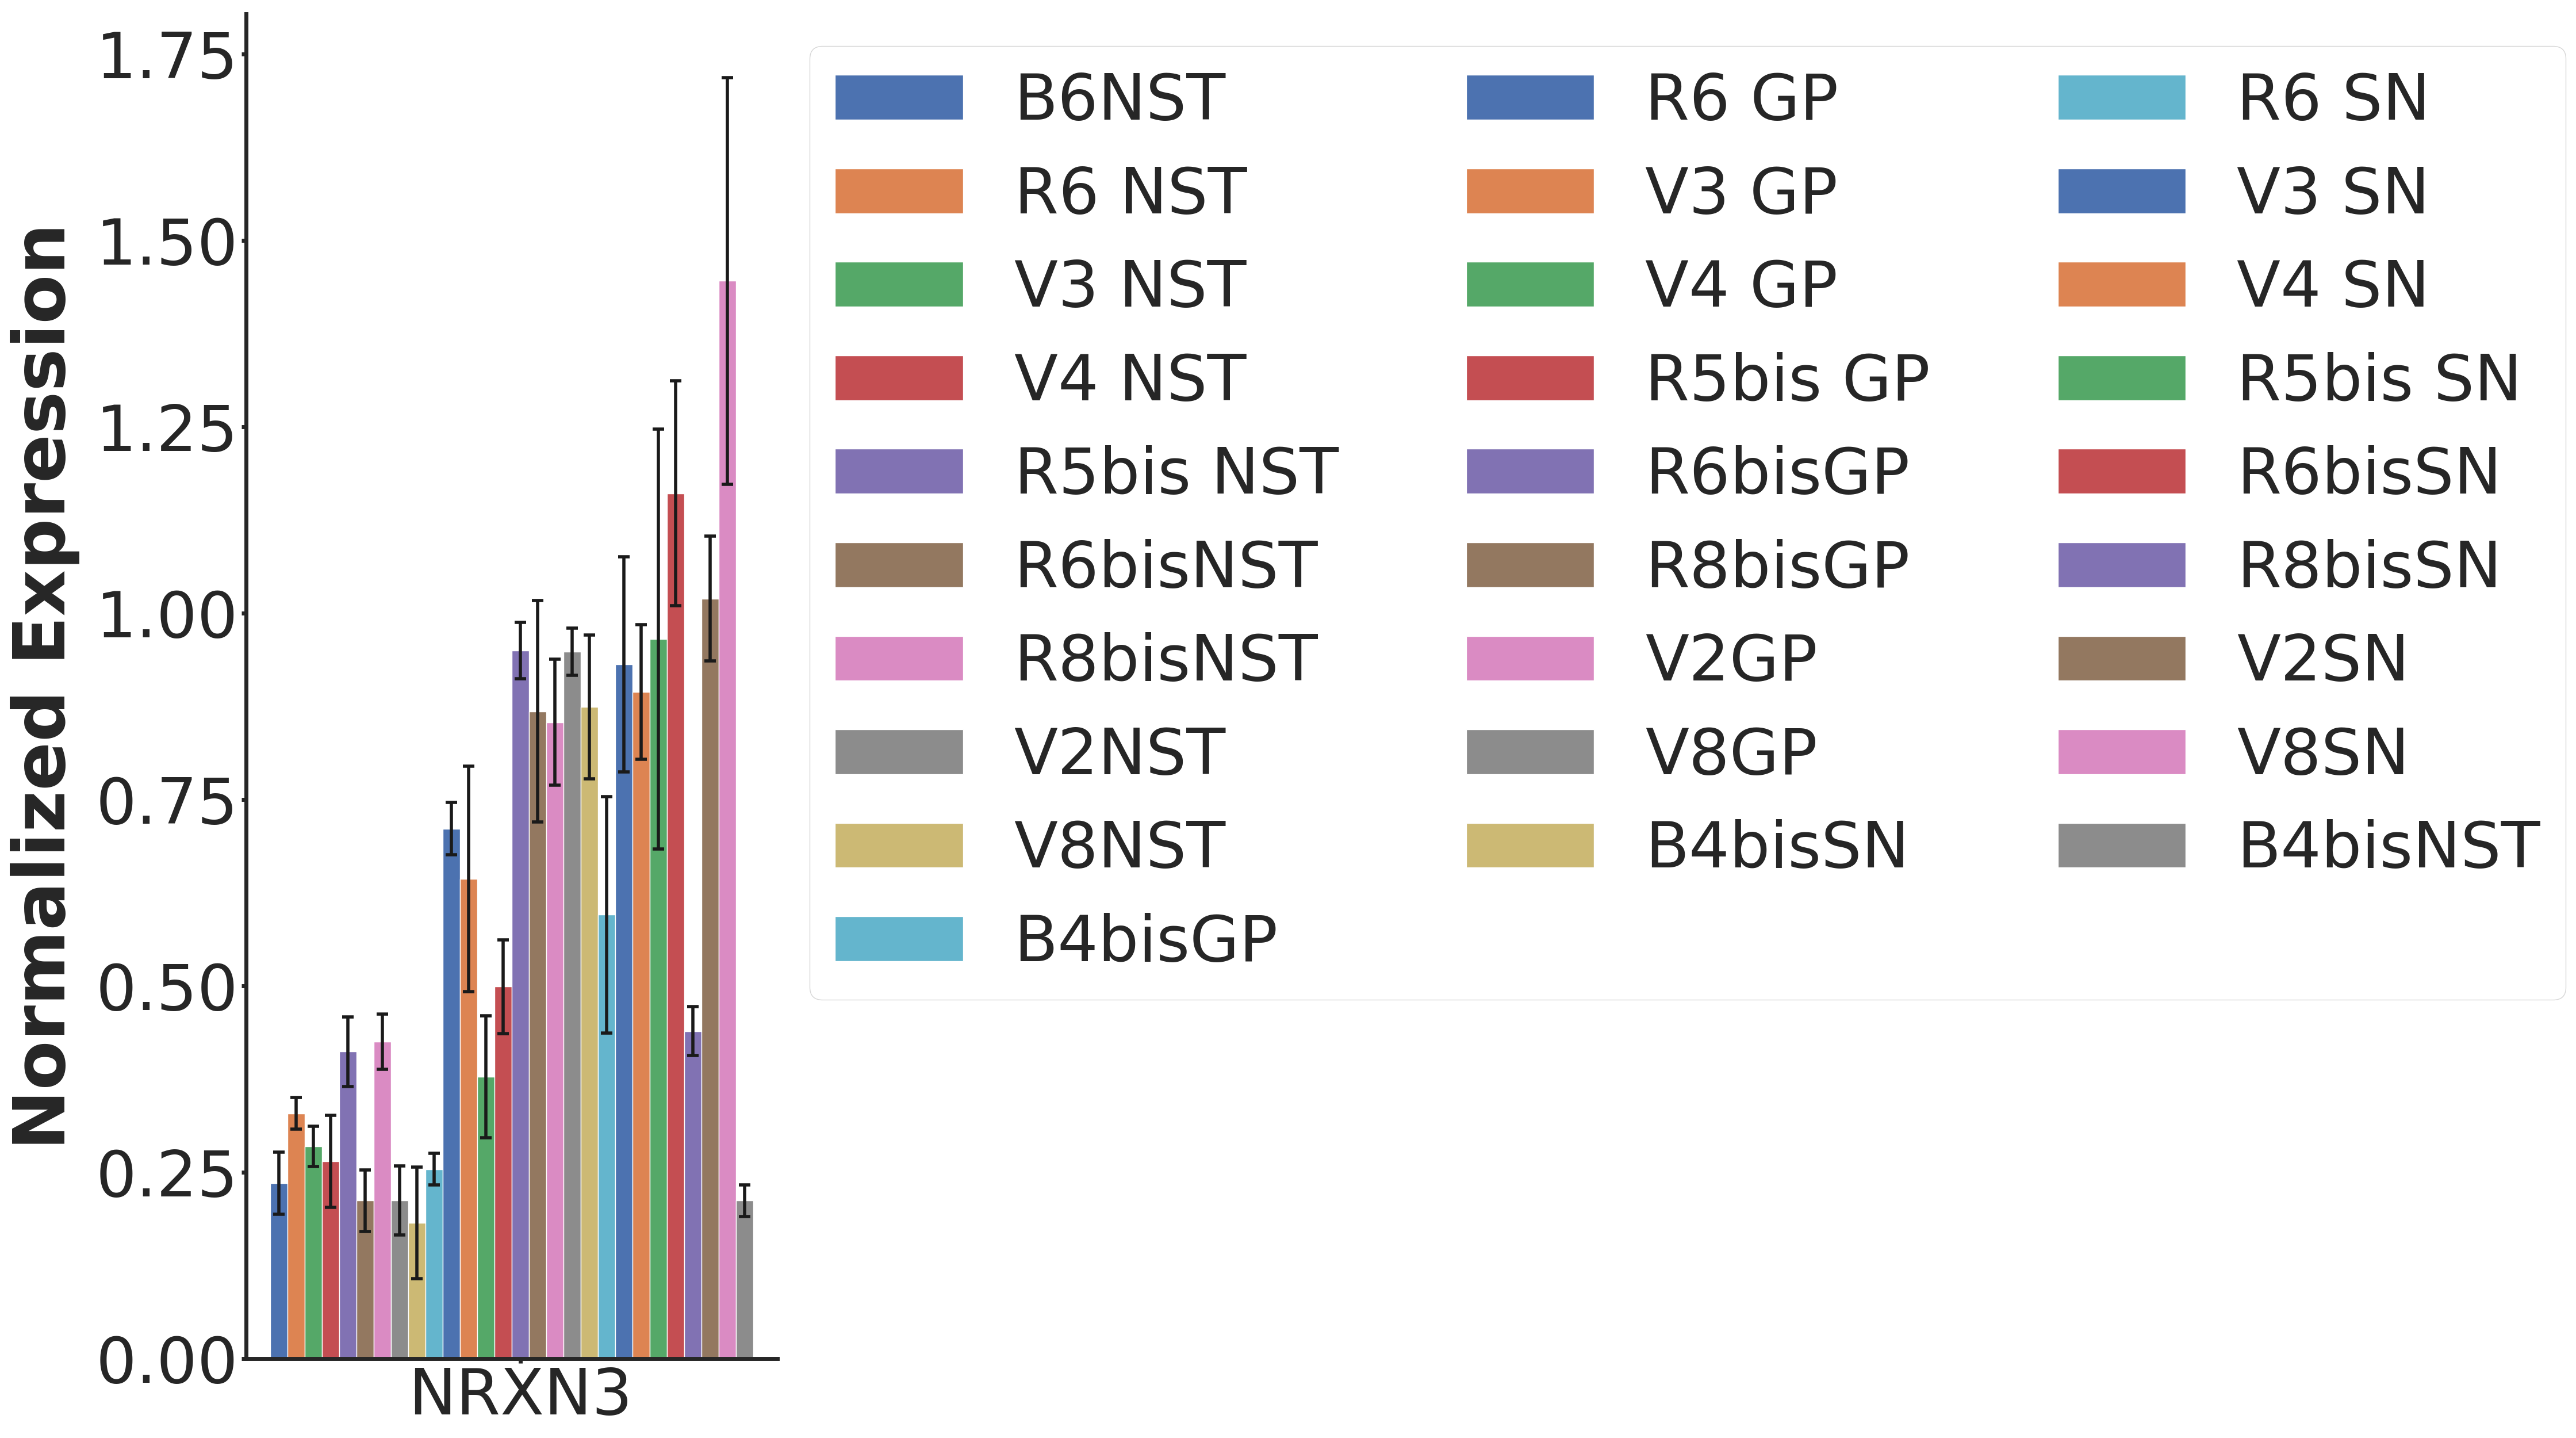 Normalized Expression
1.75
1.50
1.25
1.00
0.75
0.50
0.25
0.00
NRXN3
B6NST
R6 NST
V3 NST
V4 NST
R5bis NST
R6bisNST
R8bisNST
V2NST
V8NST
B4bisGP
R6 GP
V3 GP
V4 GP
R5bis GP
R6bisGP
R8bisGP
V2GP
V8GP
B4bisSN
R6 SN
V3 SN
V4 SN
R5bis SN
R6bisSN
R8bisSN
V2SN
V8SN
B4bisNST